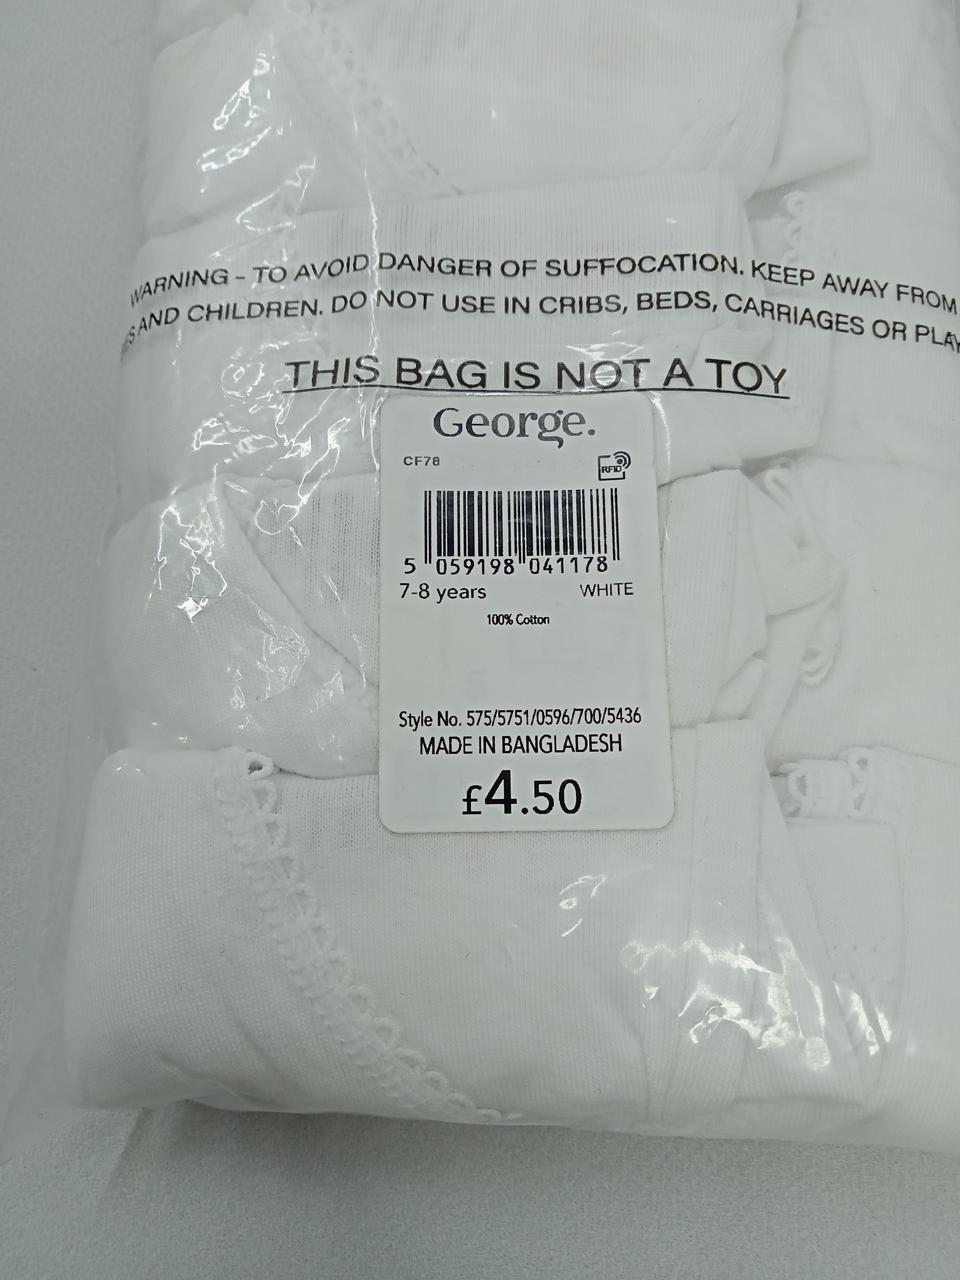 WARNING - TO AVOID DANGER OF SUFFOCATION. KEEP AWAY FROM
AND CHILDREN. DO NOT USE IN CRIBS, BEDS, CARRIAGES OR PLAY
THIS BAG IS NOT A TOY
George.
CF78
RFID
5 059198 041178
7-8 years WHITE
100% Cotton
Style No. 575/5751/0596/700/5436
MADE IN BANGLADESH
£4.50